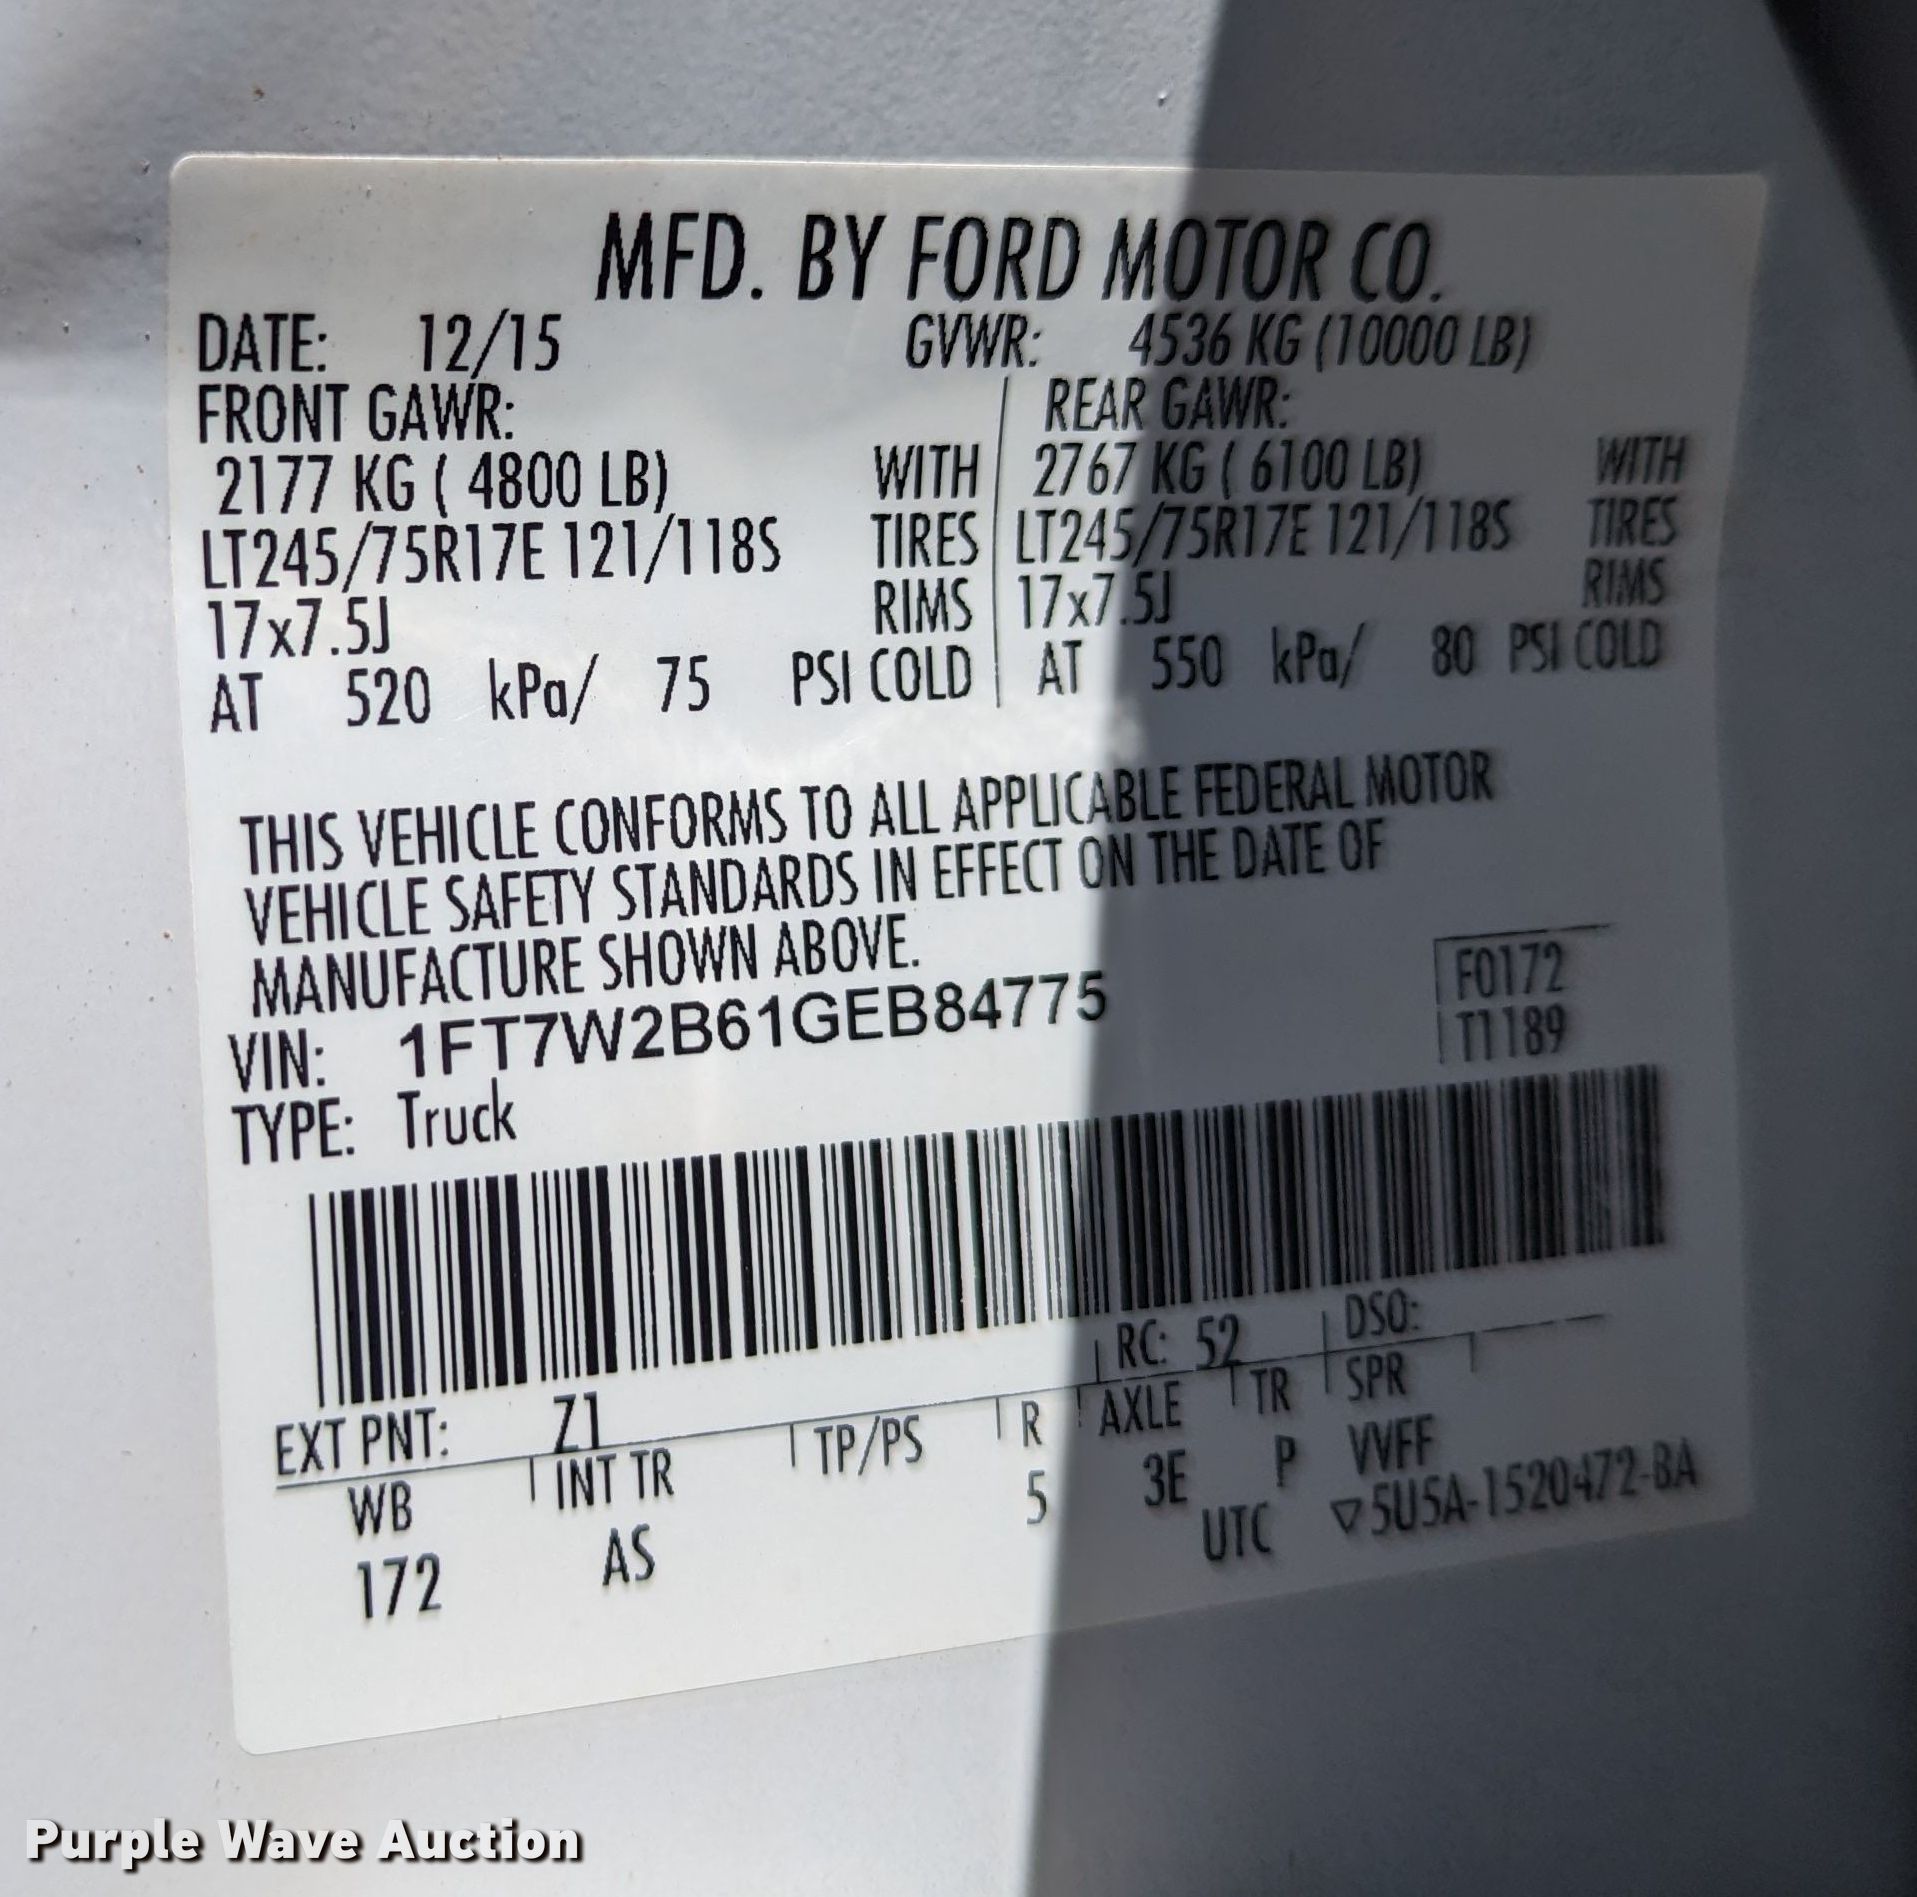 MFD. BY FORD MOTOR CO.
DATE: 12/15 GVWR: 4536 KG (10000 LB)
FRONT GAWR: REAR GAWR:
2177 KG ( 4800 LB) WITH 2767 KG ( 6100 LB) WITH
LT245/75R17E 121/118S TIRES LT245/75R17E 121/118S TIRES
17x7.5J RIMS 17x7.5J RIMS
AT 520 kPa/ 75 PSI COLD AT 550 kPa/ 80 PSI COLD
THIS VEHICLE CONFORMS TO ALL APPLICABLE FEDERAL MOTOR
VEHICLE SAFETY STANDARDS IN EFFECT ON THE DATE OF
MANUFACTURE SHOWN ABOVE.
F0172
VIN: 1FT7W2B61GEB84775
T1189
TYPE: Truck
EXT PNT: Z1 RC: 52 DSO:
WB INT TR TP/PS R AXLE TR SPR
172 AS 5 3E P VVFF
UTC ▽5U5A-1520472-BA
Purple Wave Auction